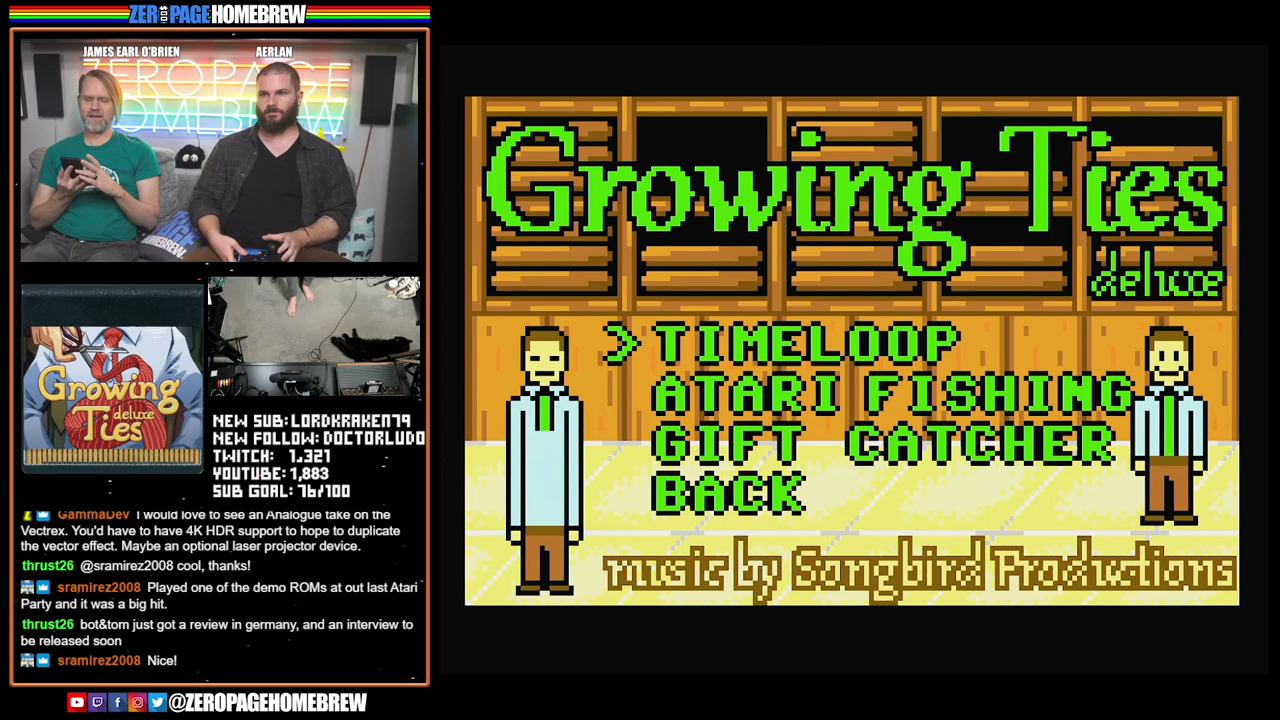 ZEROPAGEHOMEBREW
JAMES EARL O'BRIEN
AERLAN
ZEROPAGE
HOMEBREW
HOMEBREW
Growing
Ties
deluxe
NEW SUB: LORDKRAKEN79
NEW FOLLOW: DOCTORLUDO
TWITCH: 1,321
YOUTUBE: 1,883
SUB GOAL: 76/100
GammaDev I would love to see an Analogue take on the
Vectrex. You'd have to have 4K HDR support to hope to duplicate
the vector effect. Maybe an optional laser projector device.
thrust26 @sramirez2008 cool, thanks!
sramirez2008 Played one of the demo ROMs at out last Atari
Party and it was a big hit.
thrust26 bot&tom just got a review in germany, and an interview to
be released soon
sramirez2008 Nice!
@ZEROPAGEHOMEBREW
Growing Ties
deluxe
> TIMELOOP
ATARI FISHING
GIFT CATCHER
BACK
music by Songbird Productions